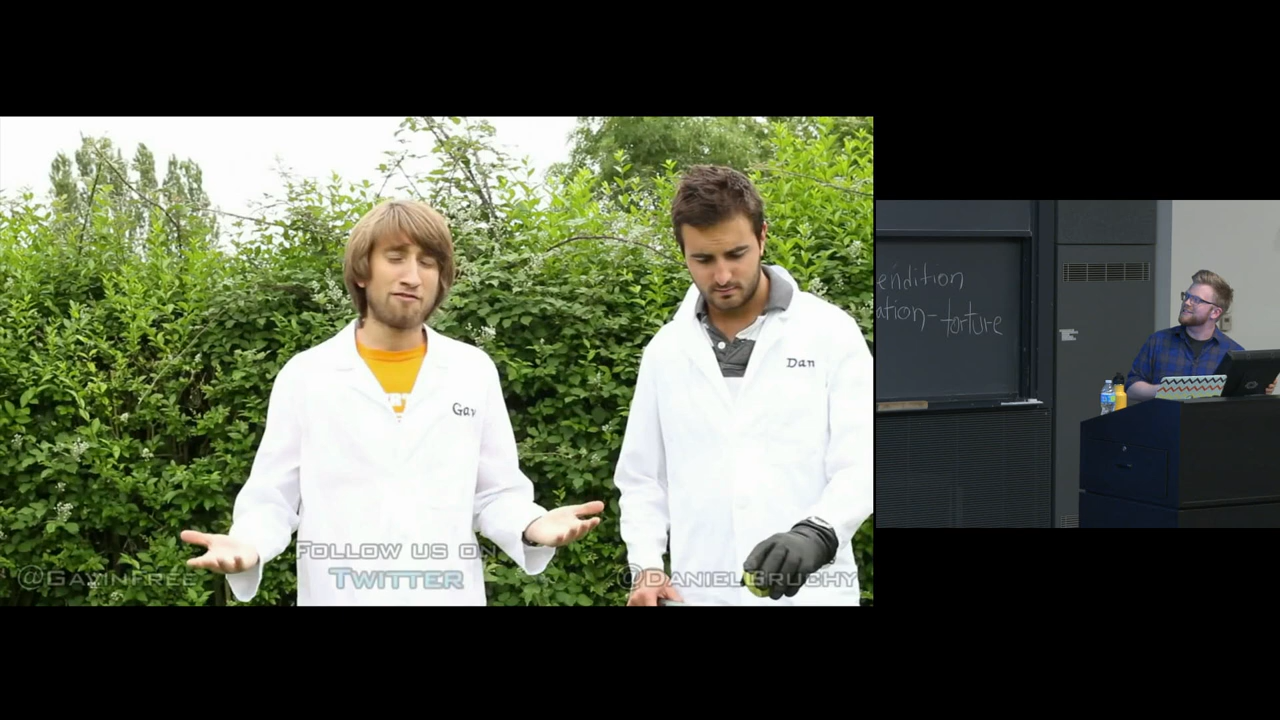 Gav
Dan
FOLLOW US ON
TWITTER
@GAVINFREE
@DANIELGRUCHY
endition
ation-torture